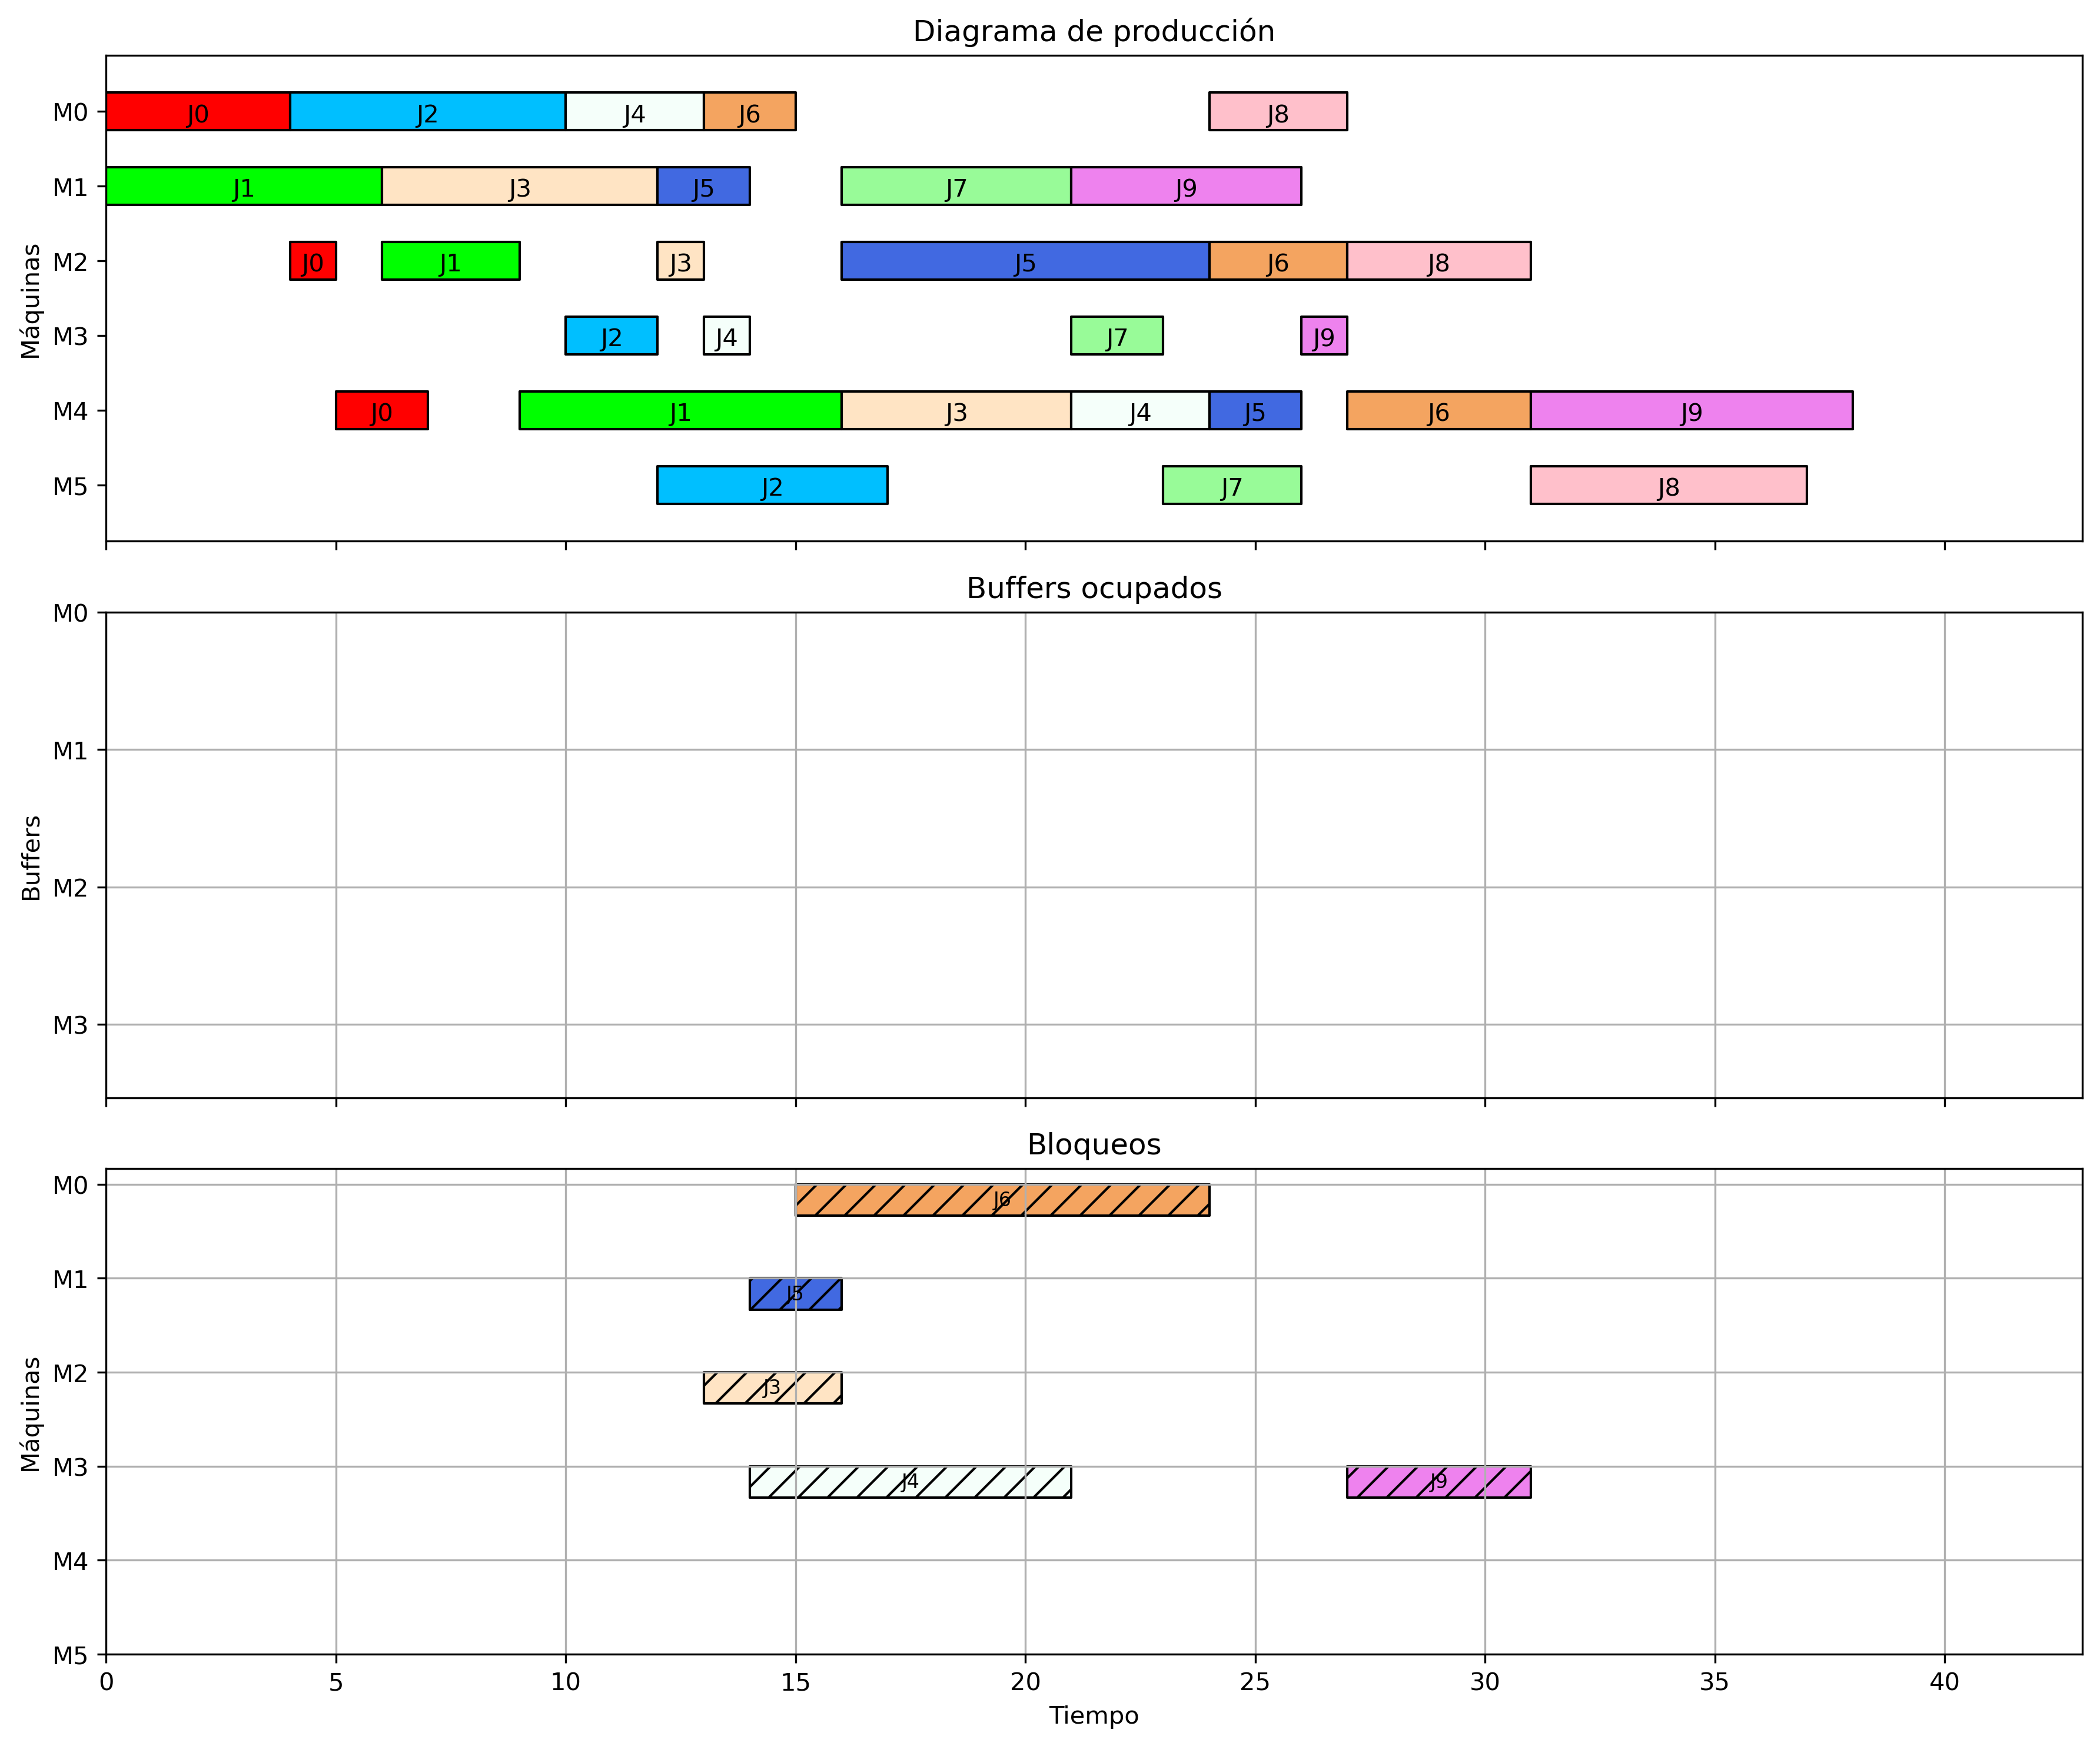 Diagrama de producción
Máquinas
M0 J0 J2 J4 J6 J8
M1 J1 J3 J5 J7 J9
M2 J0 J1 J3 J5 J6 J8
M3 J2 J4 J7 J9
M4 J0 J1 J3 J4 J5 J6 J9
M5 J2 J7 J8
Buffers ocupados
Buffers
M0
M1
M2
M3
Bloqueos
Máquinas
M0 J6
M1 J5
M2 J3
M3 J4 J9
M4
M5
0 5 10 15 20 25 30 35 40
Tiempo